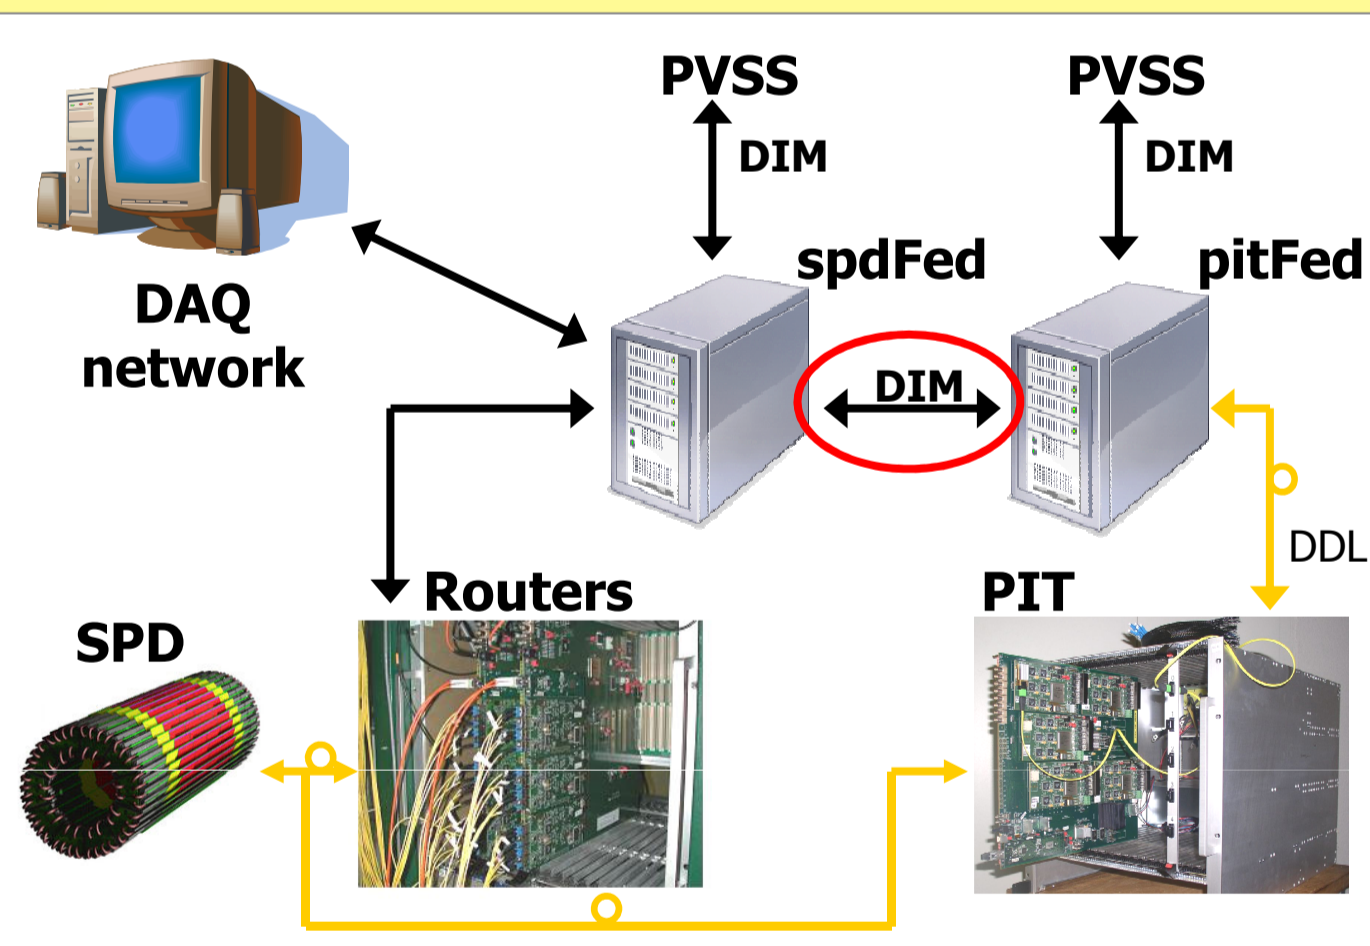 PVSS
PVSS
DIM
DIM
spdFed
pitFed
DAQ
network
DIM
DDL
Routers
PIT
SPD